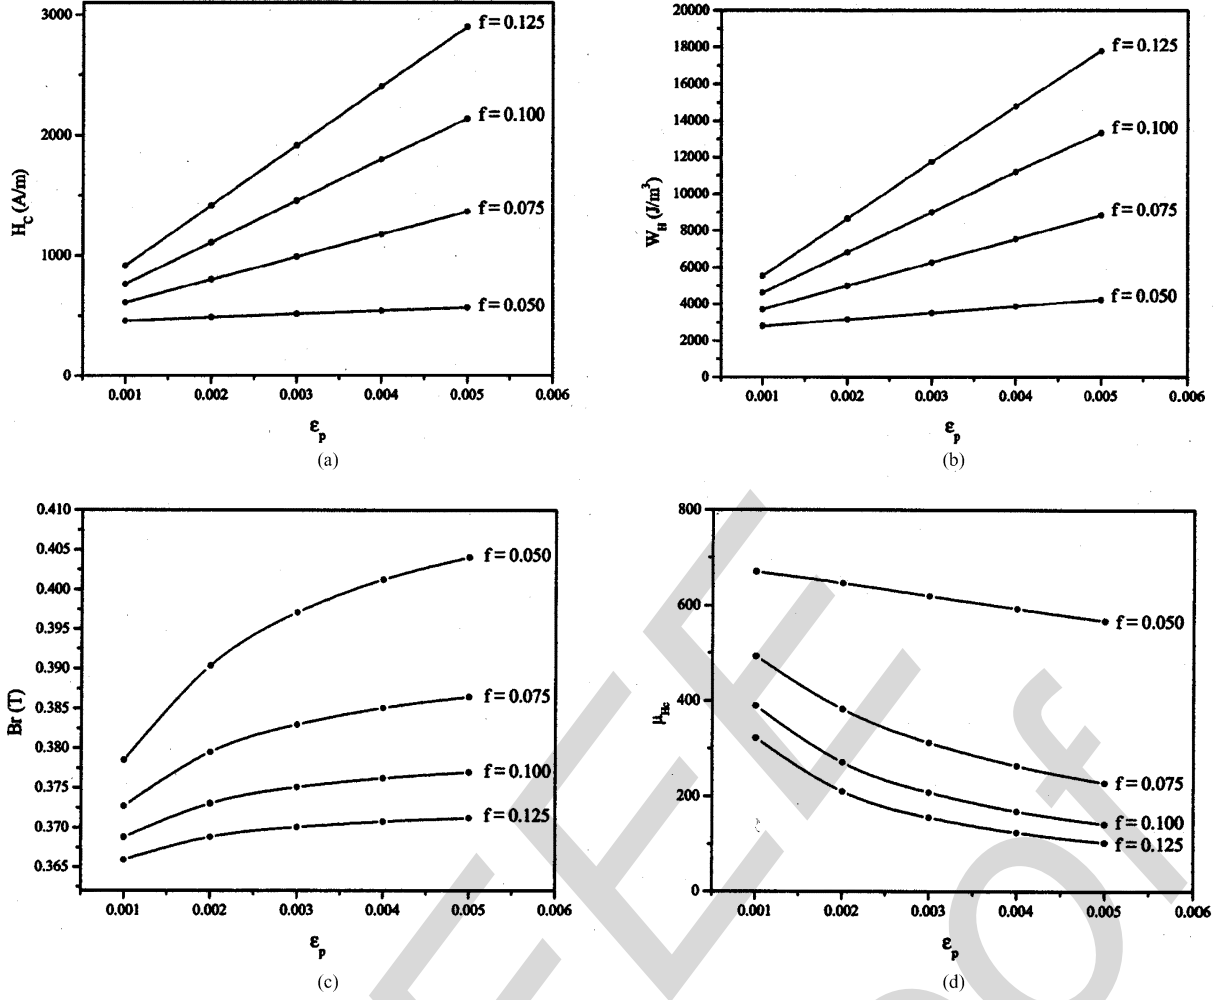 3000
2000
1000
0
H_C (A/m)
f = 0.125
f = 0.100
f = 0.075
f = 0.050
0.001 0.002 0.003 0.004 0.005 0.006
ε_p
(a)
20000
18000
16000
14000
12000
10000
8000
6000
4000
2000
0
W_H (J/m³)
f = 0.125
f = 0.100
f = 0.075
f = 0.050
0.001 0.002 0.003 0.004 0.005 0.006
ε_p
(b)
0.410
0.405
0.400
0.395
0.390
0.385
0.380
0.375
0.370
0.365
Br (T)
f = 0.050
f = 0.075
f = 0.100
f = 0.125
0.001 0.002 0.003 0.004 0.005 0.006
ε_p
(c)
800
600
400
200
0
μ_Hc
f = 0.050
f = 0.075
f = 0.100
f = 0.125
0.001 0.002 0.003 0.004 0.005 0.006
ε_p
(d)